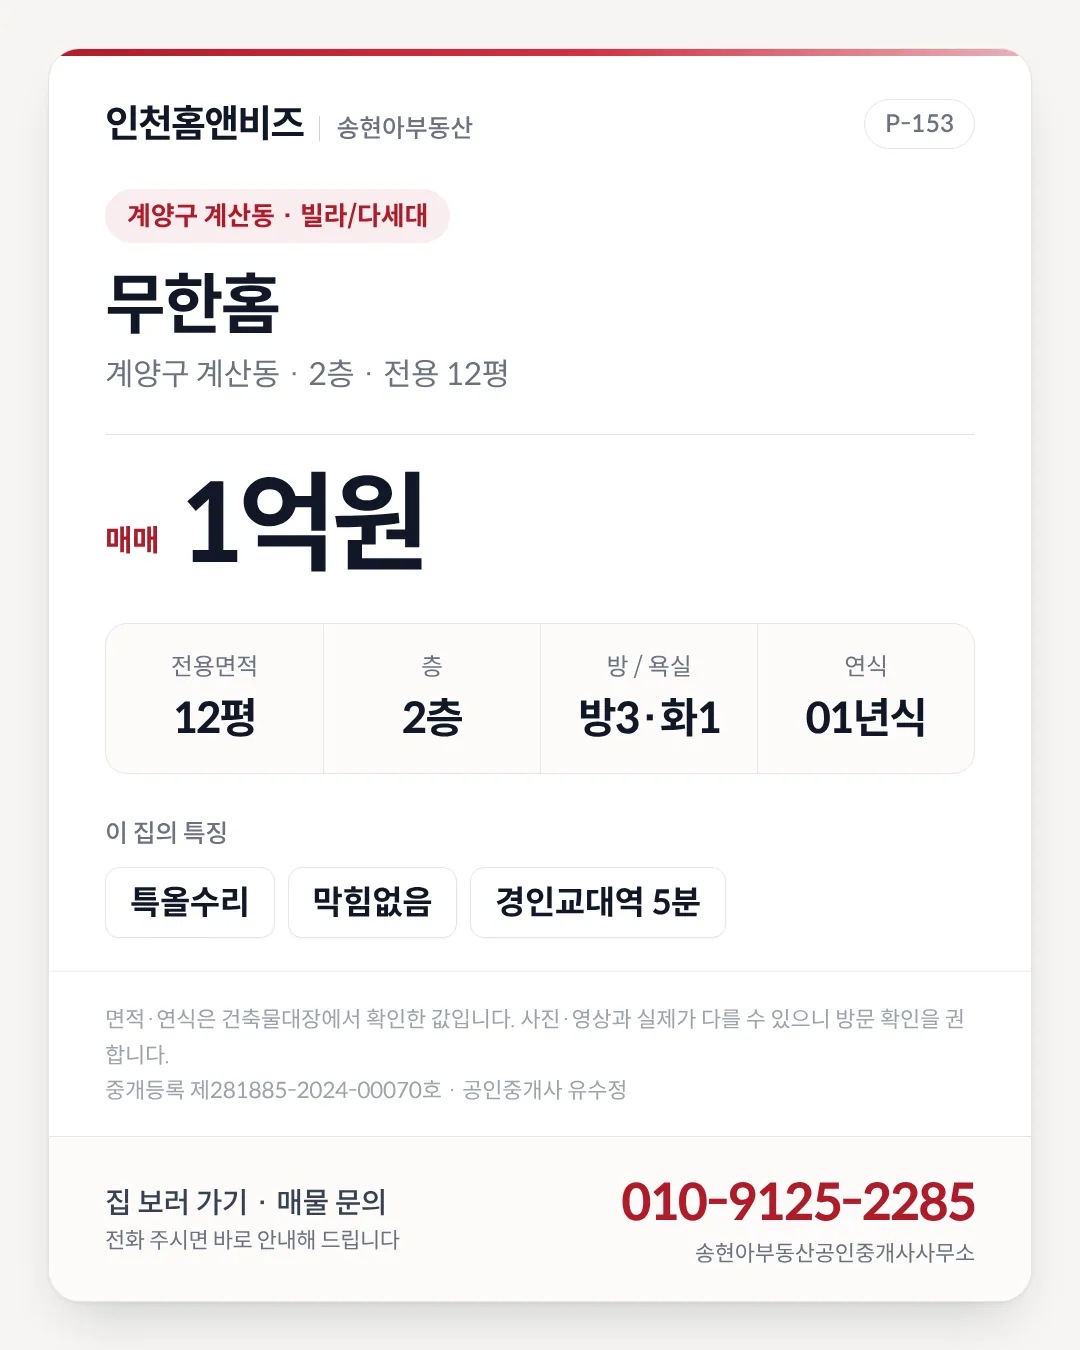 인천홈앤비즈 | 송현아부동산
P-153
계양구 계산동 · 빌라/다세대
무한홈
계양구 계산동 · 2층 · 전용 12평
매매 1억원
전용면적 층 방 / 욕실 연식
12평 2층 방3·화1 01년식
이 집의 특징
특올수리 막힘없음 경인교대역 5분
면적·연식은 건축물대장에서 확인한 값입니다. 사진·영상과 실제가 다를 수 있으니 방문 확인을 권
합니다.
중개등록 제281885-2024-00070호 · 공인중개사 유수정
집 보러 가기 · 매물 문의
전화 주시면 바로 안내해 드립니다
010-9125-2285
송현아부동산공인중개사사무소